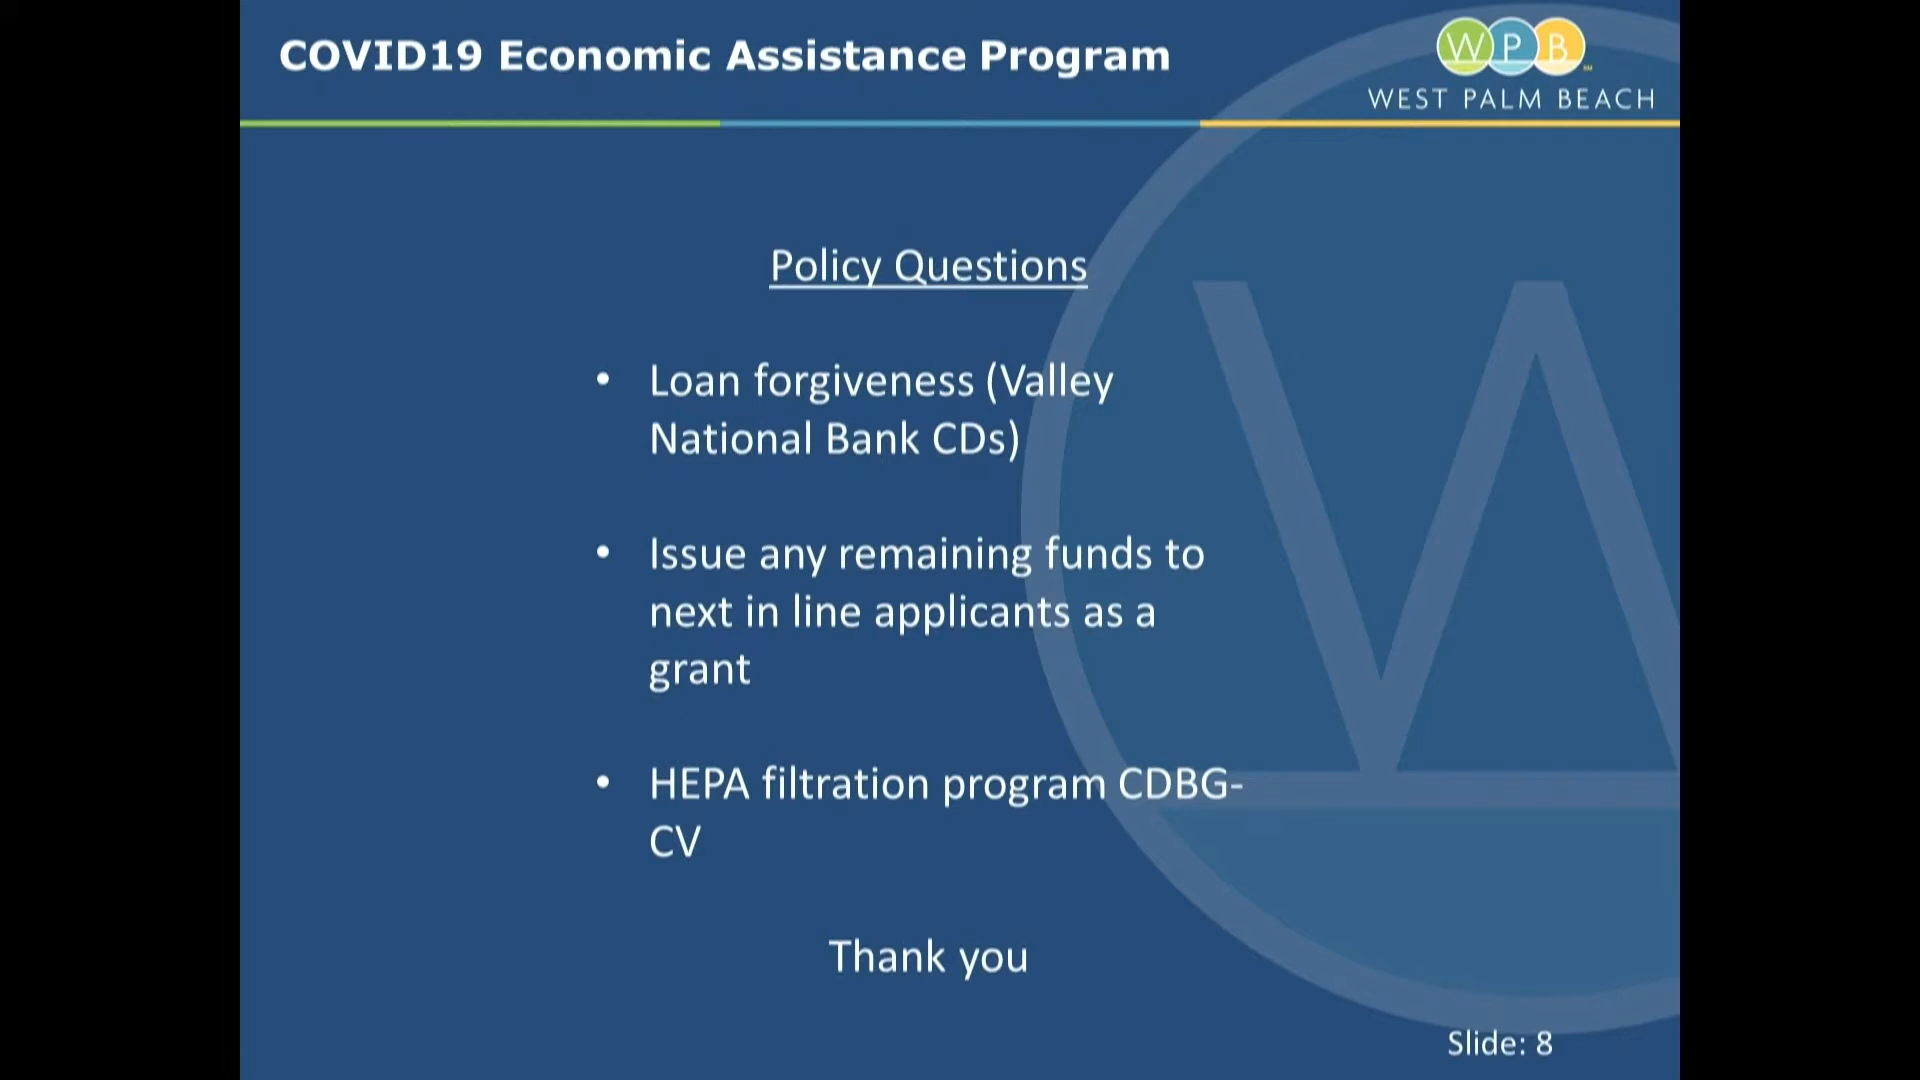 COVID19 Economic Assistance Program
WPB
WEST PALM BEACH
Policy Questions
• Loan forgiveness (Valley
National Bank CDs)
• Issue any remaining funds to
next in line applicants as a
grant
• HEPA filtration program CDBG-
CV
Thank you
Slide: 8